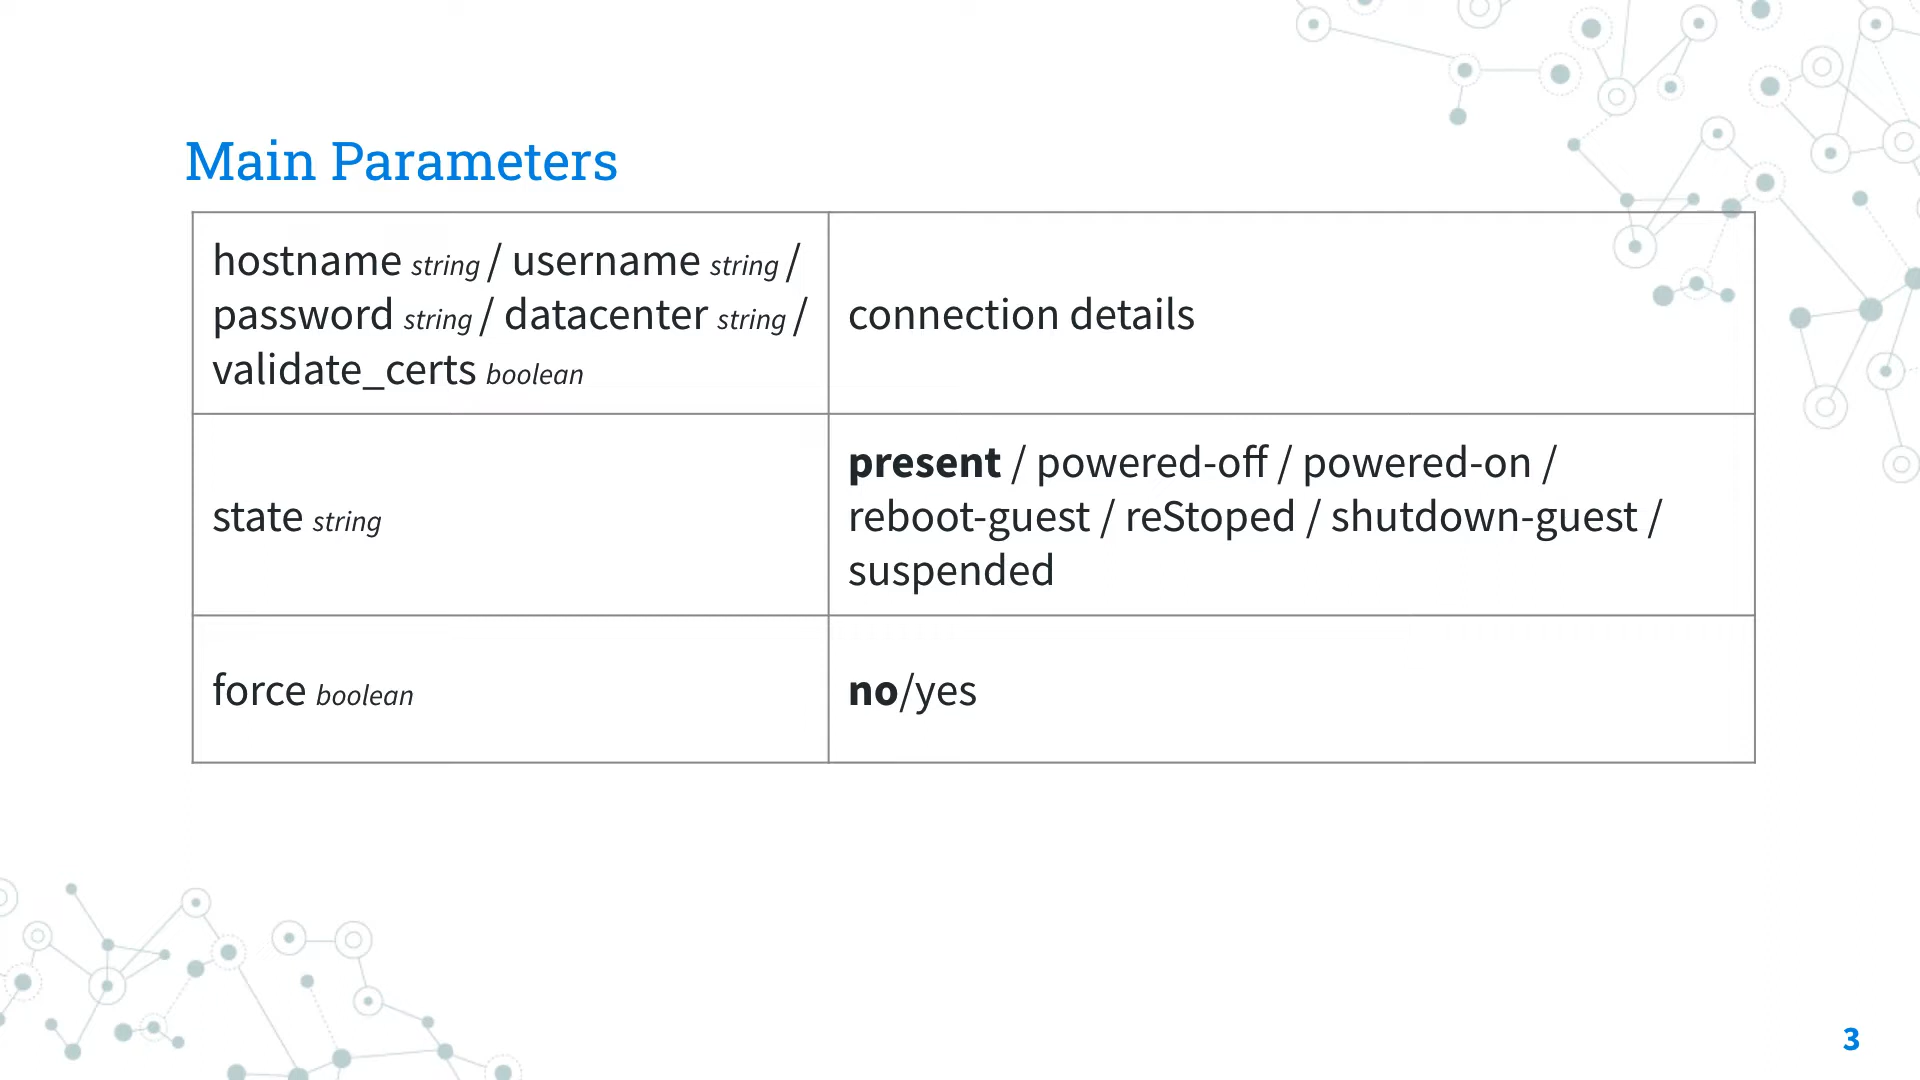 Main Parameters
hostname string / username string /
password string / datacenter string /
validate_certs boolean
connection details
state string
present / powered-off / powered-on /
reboot-guest / reStoped / shutdown-guest /
suspended
force boolean
no/yes
3